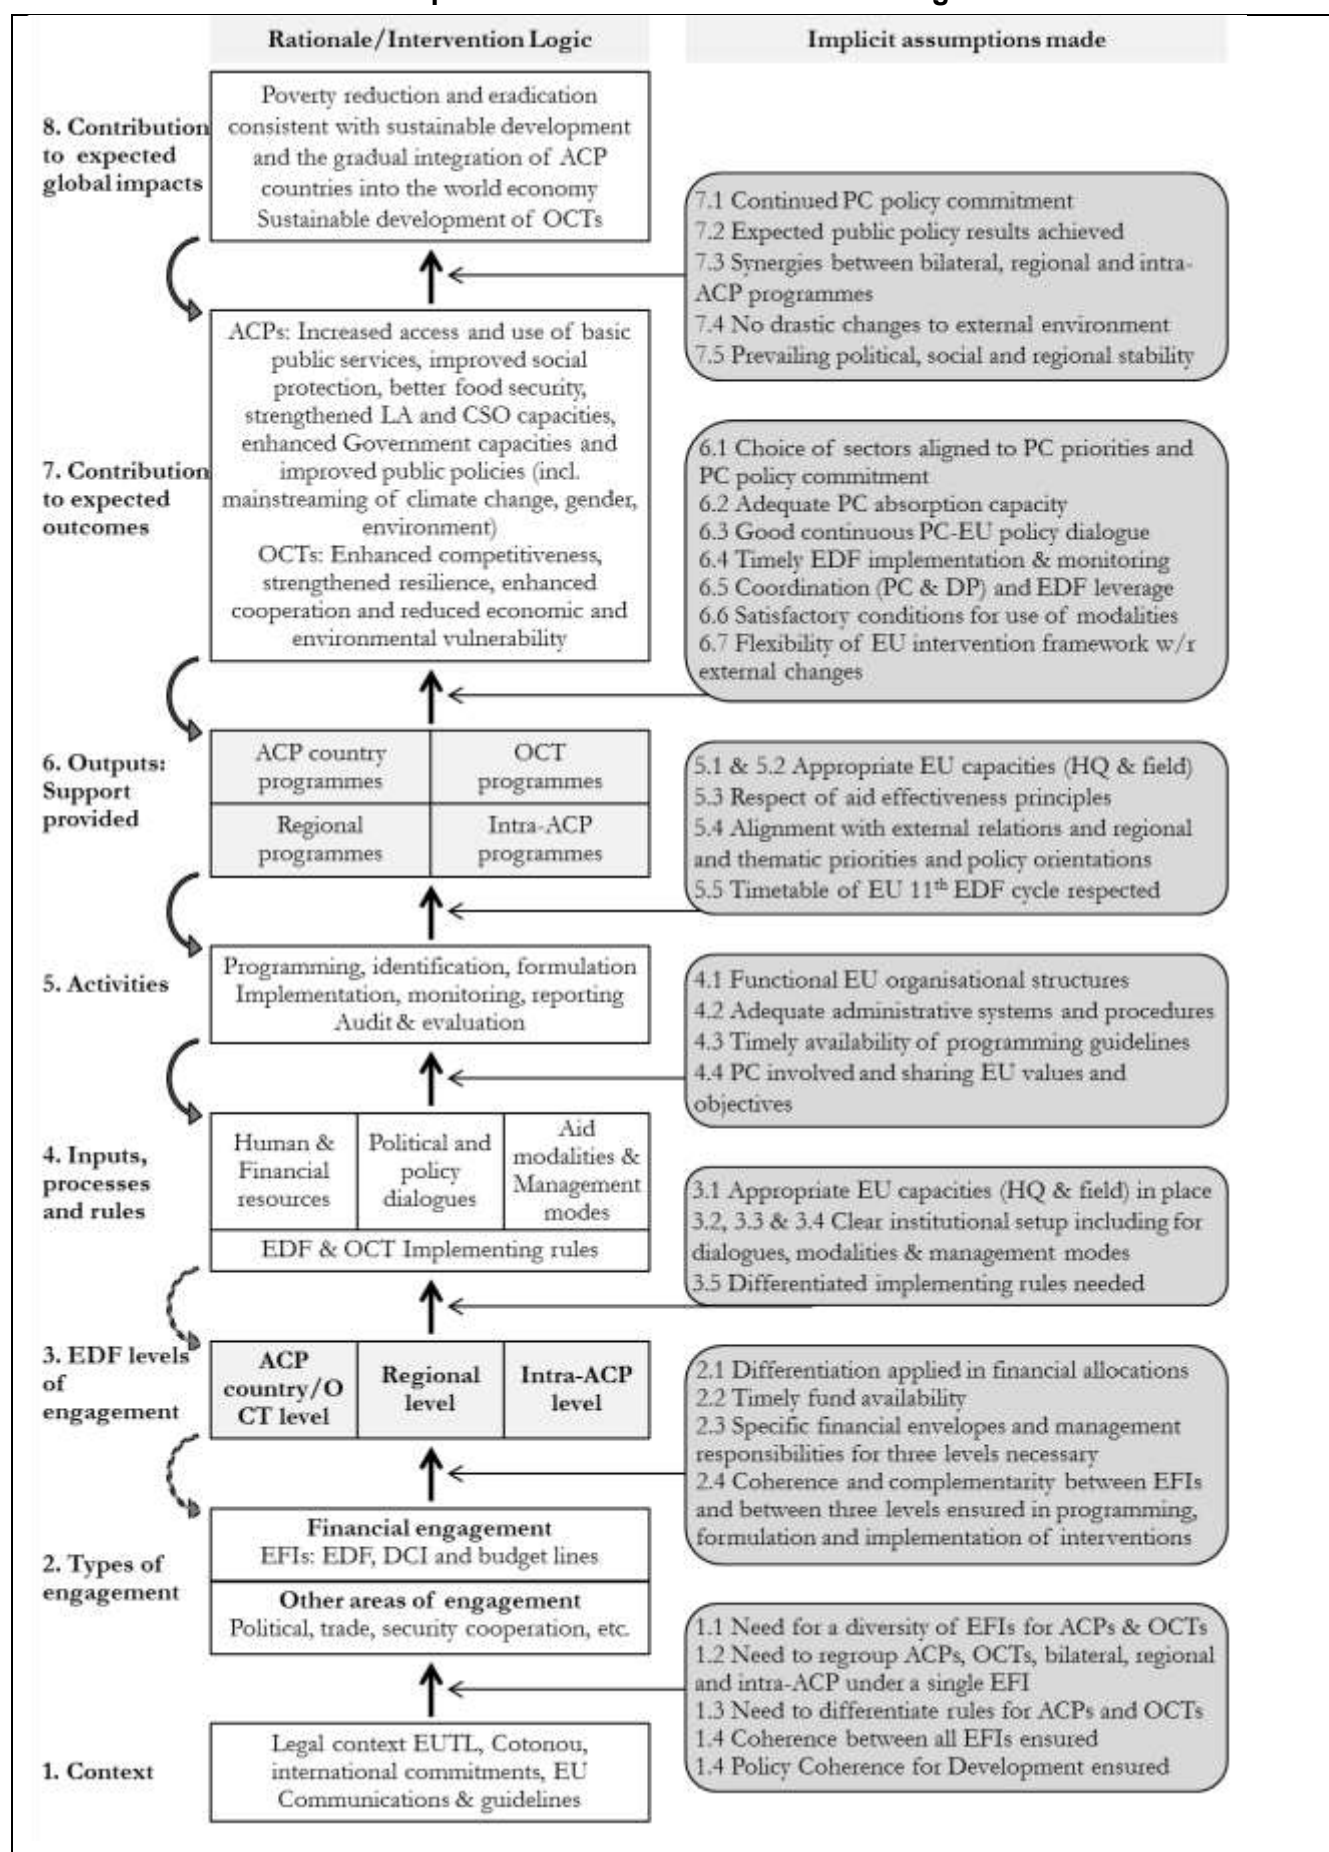 Rationale/Intervention Logic
Implicit assumptions made
8. Contribution
to expected
global impacts
Poverty reduction and eradication
consistent with sustainable development
and the gradual integration of ACP
countries into the world economy
Sustainable development of OCTs
7.1 Continued PC policy commitment
7.2 Expected public policy results achieved
7.3 Synergies between bilateral, regional and intra-
ACP programmes
7.4 No drastic changes to external environment
7.5 Prevailing political, social and regional stability
7. Contribution
to expected
outcomes
ACPs: Increased access and use of basic
public services, improved social
protection, better food security,
strengthened LA and CSO capacities,
enhanced Government capacities and
improved public policies (incl.
mainstreaming of climate change, gender,
environment)
OCTs: Enhanced competitiveness,
strengthened resilience, enhanced
cooperation and reduced economic and
environmental vulnerability
6.1 Choice of sectors aligned to PC priorities and
PC policy commitment
6.2 Adequate PC absorption capacity
6.3 Good continuous PC-EU policy dialogue
6.4 Timely EDF implementation & monitoring
6.5 Coordination (PC & DP) and EDF leverage
6.6 Satisfactory conditions for use of modalities
6.7 Flexibility of EU intervention framework w/r
external changes
6. Outputs:
Support
provided
ACP country
programmes
OCT
programmes
Regional
programmes
Intra-ACP
programmes
5.1 & 5.2 Appropriate EU capacities (HQ & field)
5.3 Respect of aid effectiveness principles
5.4 Alignment with external relations and regional
and thematic priorities and policy orientations
5.5 Timetable of EU 11th EDF cycle respected
5. Activities
Programming, identification, formulation
Implementation, monitoring, reporting
Audit & evaluation
4.1 Functional EU organisational structures
4.2 Adequate administrative systems and procedures
4.3 Timely availability of programming guidelines
4.4 PC involved and sharing EU values and
objectives
4. Inputs,
processes
and rules
Human &
Financial
resources
Political and
policy
dialogues
Aid
modalities &
Management
modes
EDF & OCT Implementing rules
3.1 Appropriate EU capacities (HQ & field) in place
3.2, 3.3 & 3.4 Clear institutional setup including for
dialogues, modalities & management modes
3.5 Differentiated implementing rules needed
3. EDF levels
of
engagement
ACP
country/O
CT level
Regional
level
Intra-ACP
level
2.1 Differentiation applied in financial allocations
2.2 Timely fund availability
2.3 Specific financial envelopes and management
responsibilities for three levels necessary
2.4 Coherence and complementarity between EFIs
and between three levels ensured in programming,
formulation and implementation of interventions
2. Types of
engagement
Financial engagement
EFIs: EDF, DCI and budget lines
Other areas of engagement
Political, trade, security cooperation, etc.
1.1 Need for a diversity of EFIs for ACPs & OCTs
1.2 Need to regroup ACPs, OCTs, bilateral, regional
and intra-ACP under a single EFI
1.3 Need to differentiate rules for ACPs and OCTs
1.4 Coherence between all EFIs ensured
1.4 Policy Coherence for Development ensured
1. Context
Legal context EUTL, Cotonou,
international commitments, EU
Communications & guidelines